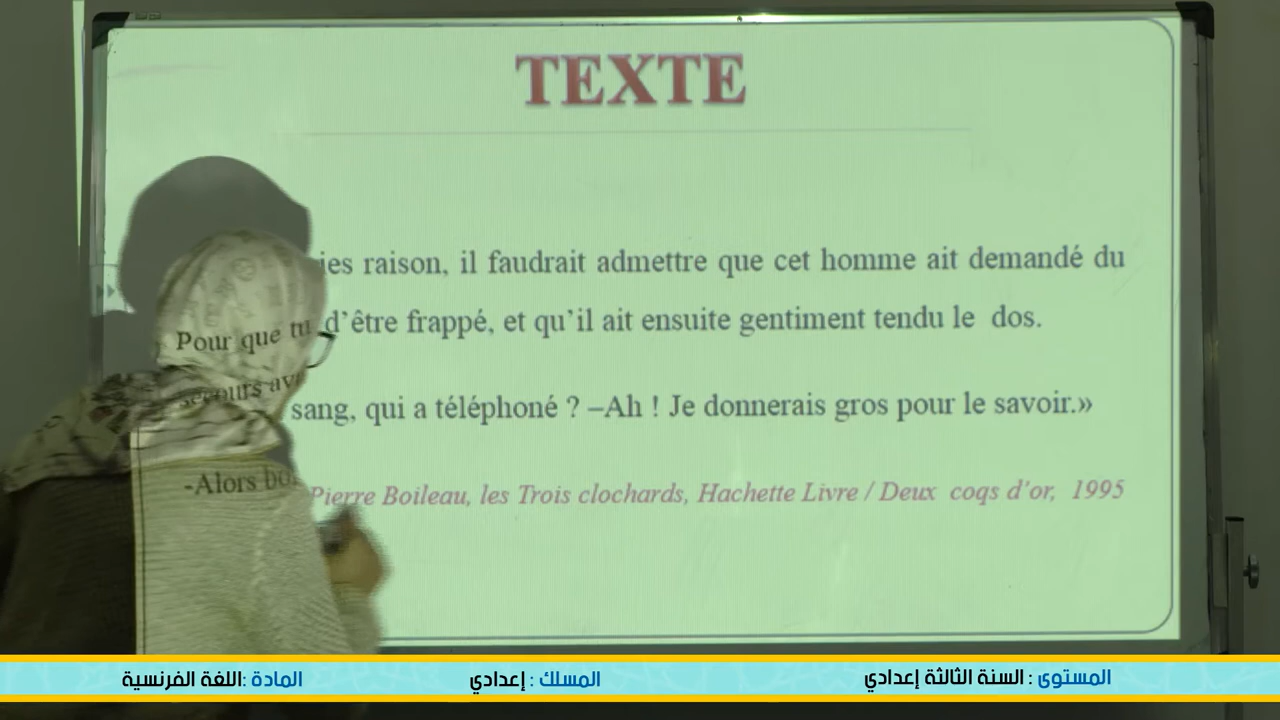 TEXTE
Pour que tu ies raison, il faudrait admettre que cet homme ait demandé du
secours av d’être frappé, et qu’il ait ensuite gentiment tendu le dos.
-Alors bo sang, qui a téléphoné ? –Ah ! Je donnerais gros pour le savoir.»
Pierre Boileau, les Trois clochards, Hachette Livre / Deux coqs d’or, 1995
المستوى : السنة الثالثة إعدادي
المسلك : إعدادي
المادة :اللغة الفرنسية